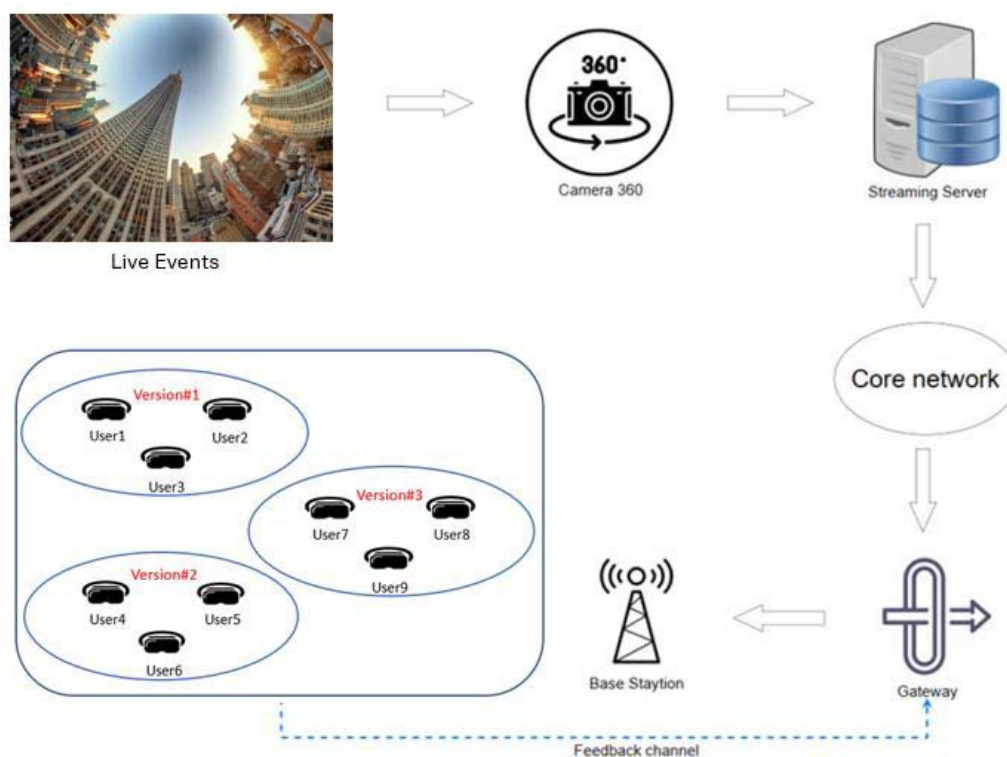 360°
Camera 360
Streaming Server
Live Events
Core network
Version#1
User1
User2
User3
Version#3
User7
User8
User9
Version#2
User4
User5
User6
Base Staytion
Gateway
Feedback channel